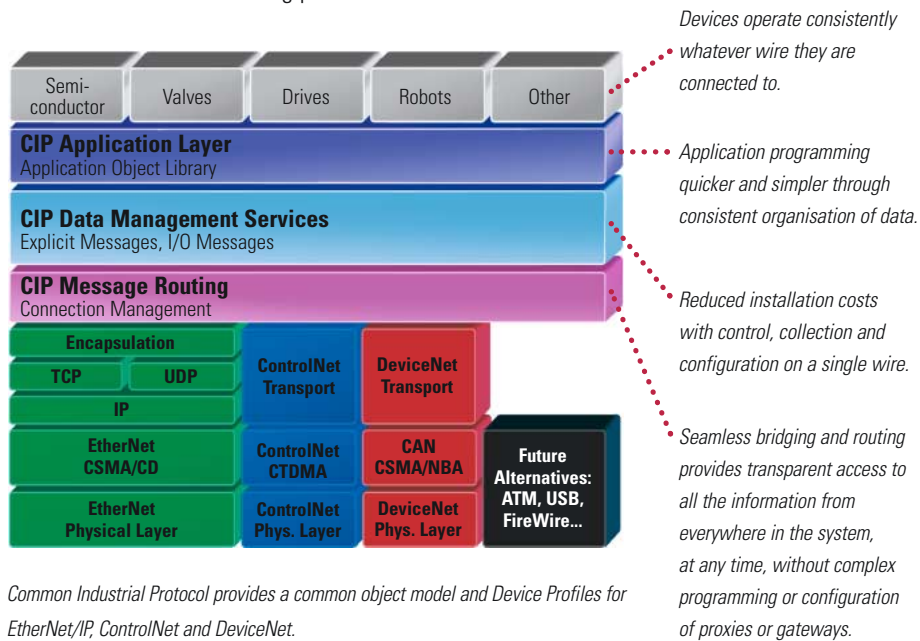 Devices operate consistently
whatever wire they are
connected to.
Semi-
conductor
Valves
Drives
Robots
Other
CIP Application Layer
Application Object Library
Application programming
quicker and simpler through
consistent organisation of data.
CIP Data Management Services
Explicit Messages, I/O Messages
CIP Message Routing
Connection Management
Reduced installation costs
with control, collection and
configuration on a single wire.
Encapsulation
TCP
UDP
IP
ControlNet
Transport
DeviceNet
Transport
EtherNet
CSMA/CD
ControlNet
CTDMA
CAN
CSMA/NBA
Future
Alternatives:
ATM, USB,
FireWire...
EtherNet
Physical Layer
ControlNet
Phys. Layer
DeviceNet
Phys. Layer
Seamless bridging and routing
provides transparent access to
all the information from
everywhere in the system,
at any time, without complex
programming or configuration
of proxies or gateways.
Common Industrial Protocol provides a common object model and Device Profiles for
EtherNet/IP, ControlNet and DeviceNet.